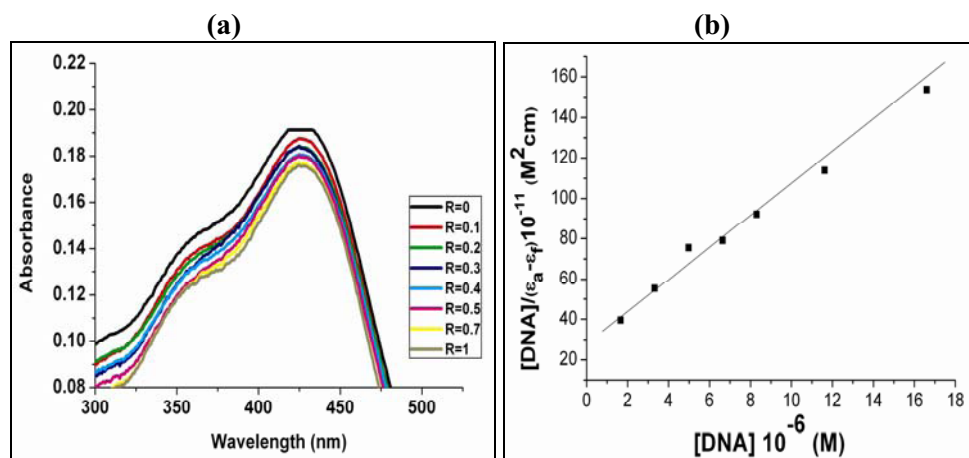 (a)
0.22
0.20
0.18
0.16
0.14
0.12
0.10
0.08
Absorbance
300
350
400
450
500
Wavelength (nm)
R=0
R=0.1
R=0.2
R=0.3
R=0.4
R=0.5
R=0.7
R=1
(b)
160
140
120
100
80
60
40
20
[DNA]/(εa-εf)10-11 (M2cm)
0
2
4
6
8
10
12
14
16
18
[DNA] 10-6 (M)